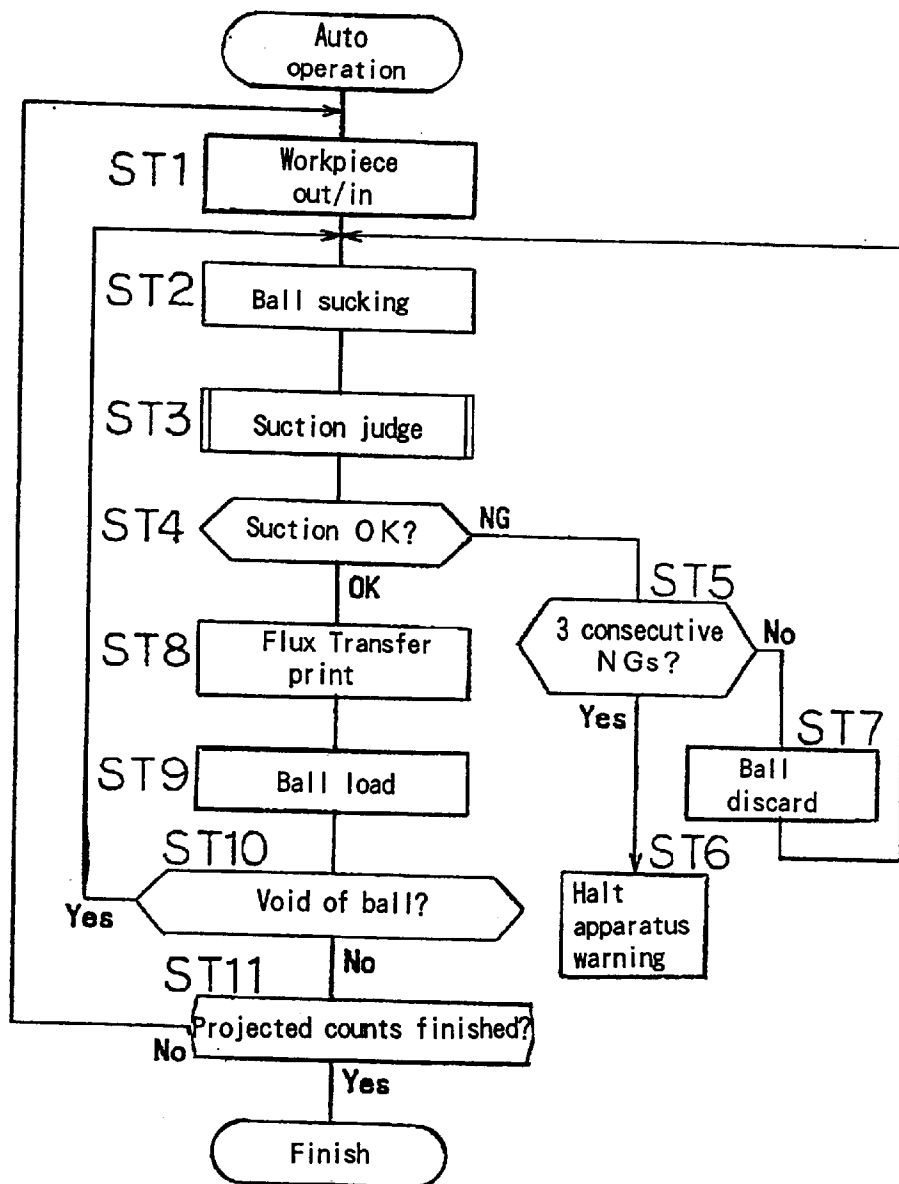 Auto
operation
ST1
Workpiece
out/in
ST2
Ball sucking
ST3
Suction judge
ST4
Suction OK?
NG
OK
ST5
3 consecutive
NGs?
No
Yes
ST8
Flux Transfer
print
ST7
Ball
discard
ST9
Ball load
ST6
Halt
apparatus
warning
ST10
Void of ball?
Yes
No
ST11
Projected counts finished?
No
Yes
Finish